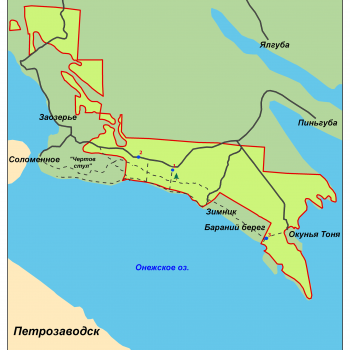 Ялгуба
Пиньгуба
Заозерье
Соломенное
"Чертов
стул"
Зимник
Бараний берег
Окунья Тоня
Онежское оз.
Петрозаводск